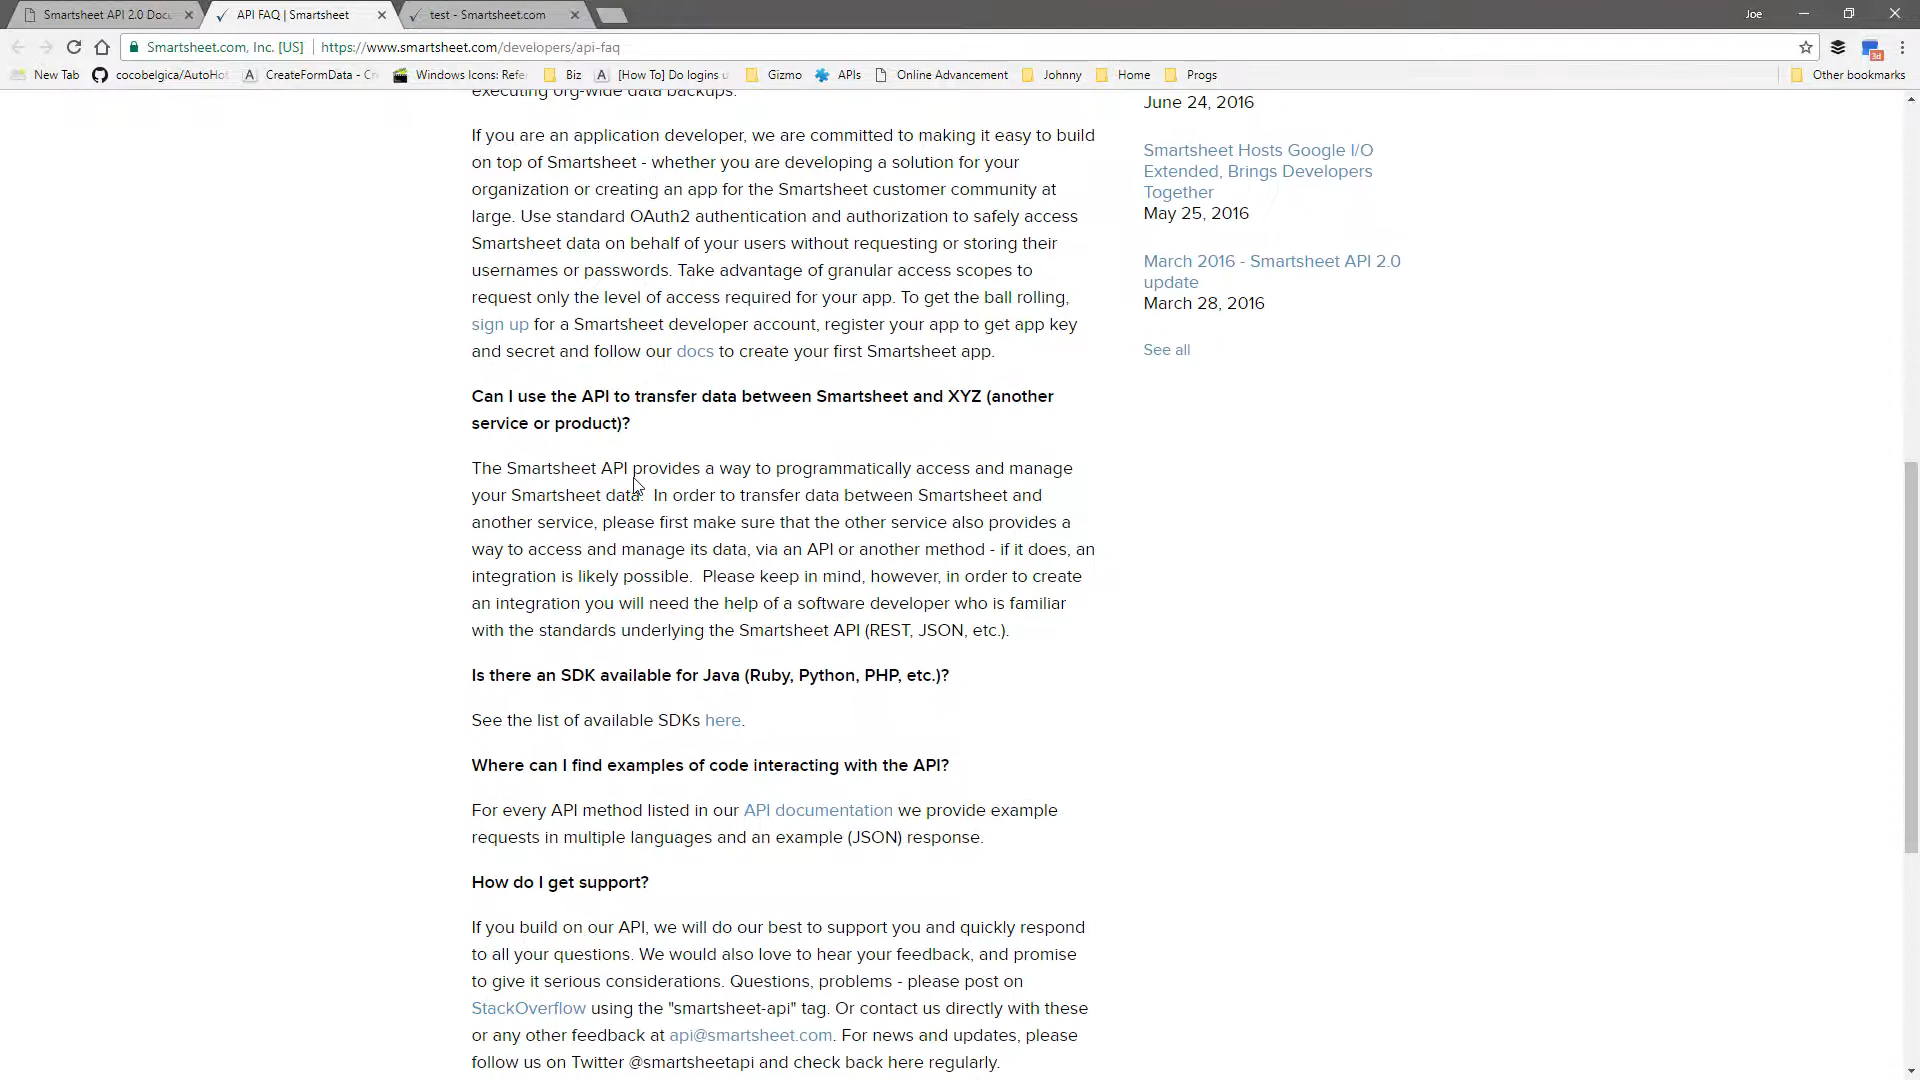 Smartsheet API 2.0 Docu
API FAQ | Smartsheet
test - Smartsheet.com
Joe
Smartsheet.com, Inc. [US]
https://www.smartsheet.com/developers/api-faq
New Tab
cocobelgica/AutoHot
CreateFormData - Cr
Windows Icons: Refe
Biz
[How To] Do logins u
Gizmo
APIs
Online Advancement
Johnny
Home
Progs
Other bookmarks
executing org-wide data backups.
If you are an application developer, we are committed to making it easy to build
on top of Smartsheet - whether you are developing a solution for your
organization or creating an app for the Smartsheet customer community at
large. Use standard OAuth2 authentication and authorization to safely access
Smartsheet data on behalf of your users without requesting or storing their
usernames or passwords. Take advantage of granular access scopes to
request only the level of access required for your app. To get the ball rolling,
sign up for a Smartsheet developer account, register your app to get app key
and secret and follow our docs to create your first Smartsheet app.
Can I use the API to transfer data between Smartsheet and XYZ (another
service or product)?
The Smartsheet API provides a way to programmatically access and manage
your Smartsheet data.  In order to transfer data between Smartsheet and
another service, please first make sure that the other service also provides a
way to access and manage its data, via an API or another method - if it does, an
integration is likely possible.  Please keep in mind, however, in order to create
an integration you will need the help of a software developer who is familiar
with the standards underlying the Smartsheet API (REST, JSON, etc.).
Is there an SDK available for Java (Ruby, Python, PHP, etc.)?
See the list of available SDKs here.
Where can I find examples of code interacting with the API?
For every API method listed in our API documentation we provide example
requests in multiple languages and an example (JSON) response.
How do I get support?
If you build on our API, we will do our best to support you and quickly respond
to all your questions. We would also love to hear your feedback, and promise
to give it serious considerations. Questions, problems - please post on
StackOverflow using the "smartsheet-api" tag. Or contact us directly with these
or any other feedback at api@smartsheet.com. For news and updates, please
follow us on Twitter @smartsheetapi and check back here regularly.
June 24, 2016
Smartsheet Hosts Google I/O
Extended, Brings Developers
Together
May 25, 2016
March 2016 - Smartsheet API 2.0
update
March 28, 2016
See all